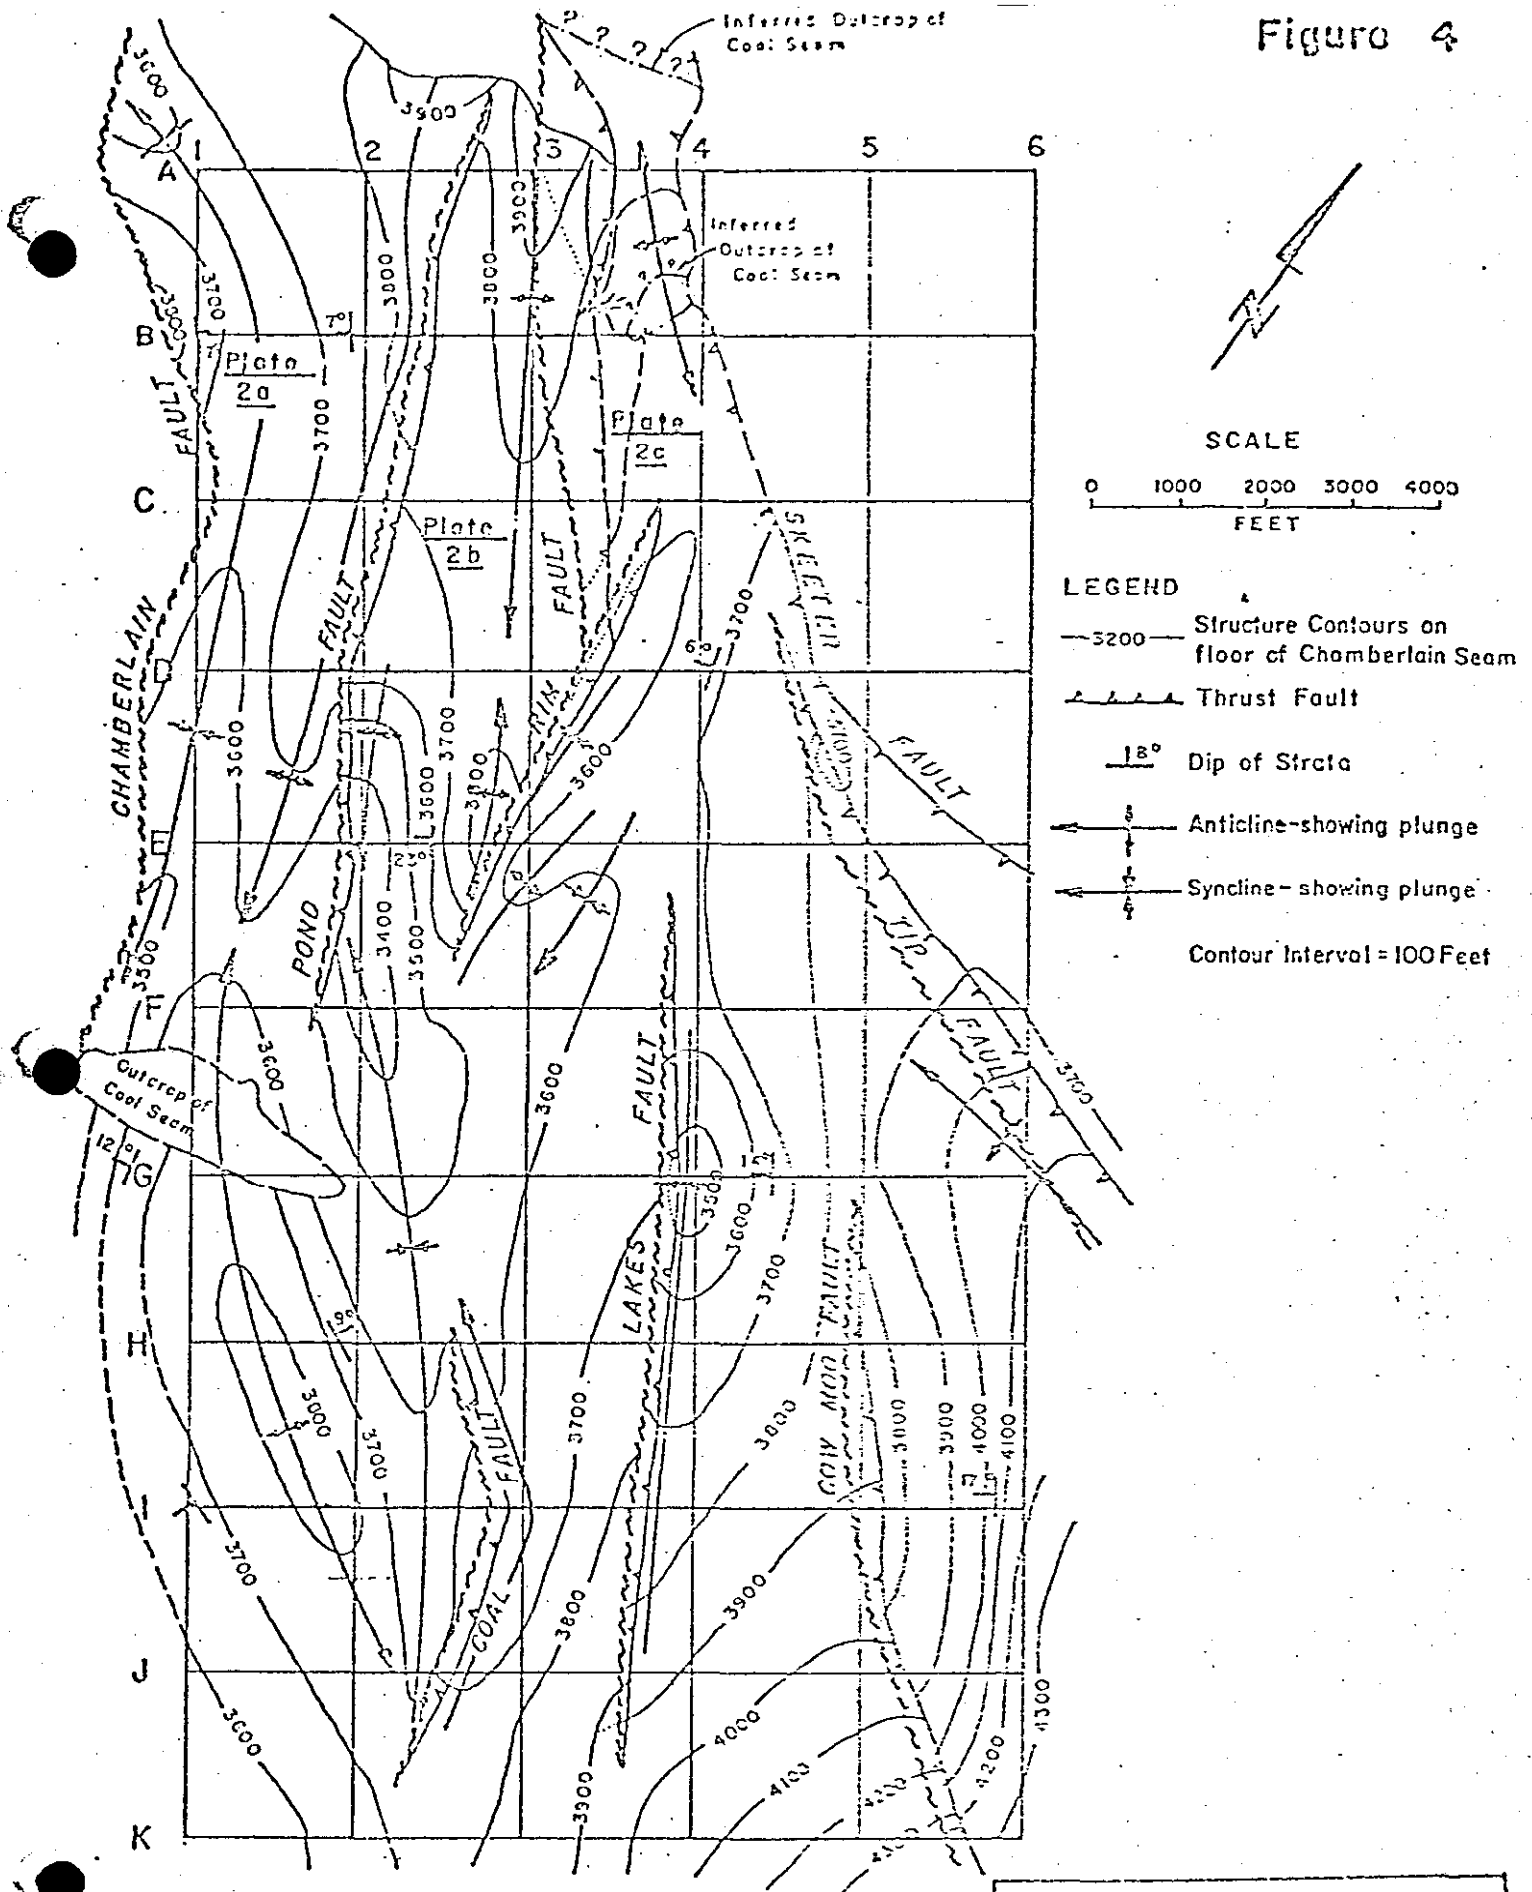 Figure 4
Inferred Outcrop of
Coal Seam
? ? ? ?
3600
3900
1 2 3 4 5 6
A
3900
Inferred
Outcrop of
Coal Seam
3700
3800
3800
3800
7°
B
Plate
2a
FAULT
3700
Plate
2c
SCALE
0 1000 2000 3000 4000
FEET
C
Plate
2b
FAULT
FAULT
3700
6°
LEGEND
3200 Structure Contours on
floor of Chamberlain Seam
Thrust Fault
18° Dip of Strata
Anticline-showing plunge
Syncline-showing plunge
Contour Interval = 100 Feet
CHAMBERLAIN
D
3600
3700
3600
3800
RIN
3600
FAULT
E
23°
POND
3400
3500
TIP
3500
F
FAULT
3700
Outcrop of
Coal Seam
3600
3600
FAULT
12°
G
3500
3600
3700
LAKES
COW MOO FAULT
H
9°
3000
3700
FAULT
3700
3800
3800
3900
4000
4100
I
3700
COAL
3800
3900
J
3600
3900
4000
4100
4200
4300
K